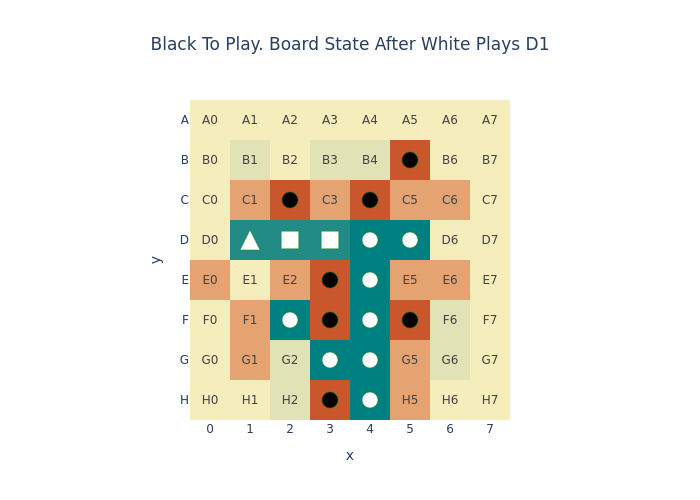 Black To Play. Board State After White Plays D1
A A0 A1 A2 A3 A4 A5 A6 A7
B B0 B1 B2 B3 B4 B6 B7
C C0 C1 C3 C5 C6 C7
D D0 D6 D7
y
E E0 E1 E2 E5 E6 E7
F F0 F1 F6 F7
G G0 G1 G2 G5 G6 G7
H H0 H1 H2 H5 H6 H7
0 1 2 3 4 5 6 7
x